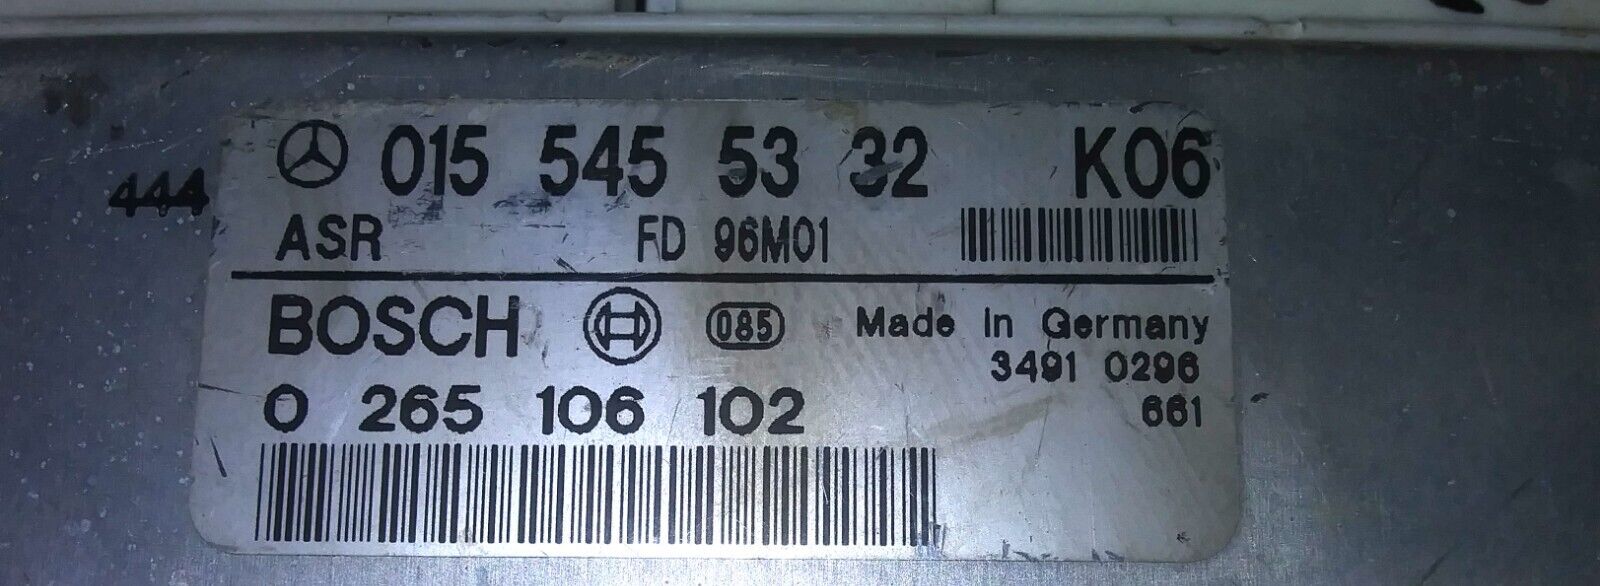 015 545 53 32 K06
444
ASR FD 96M01
BOSCH 085 Made in Germany
3491 0296
0 265 106 102 661